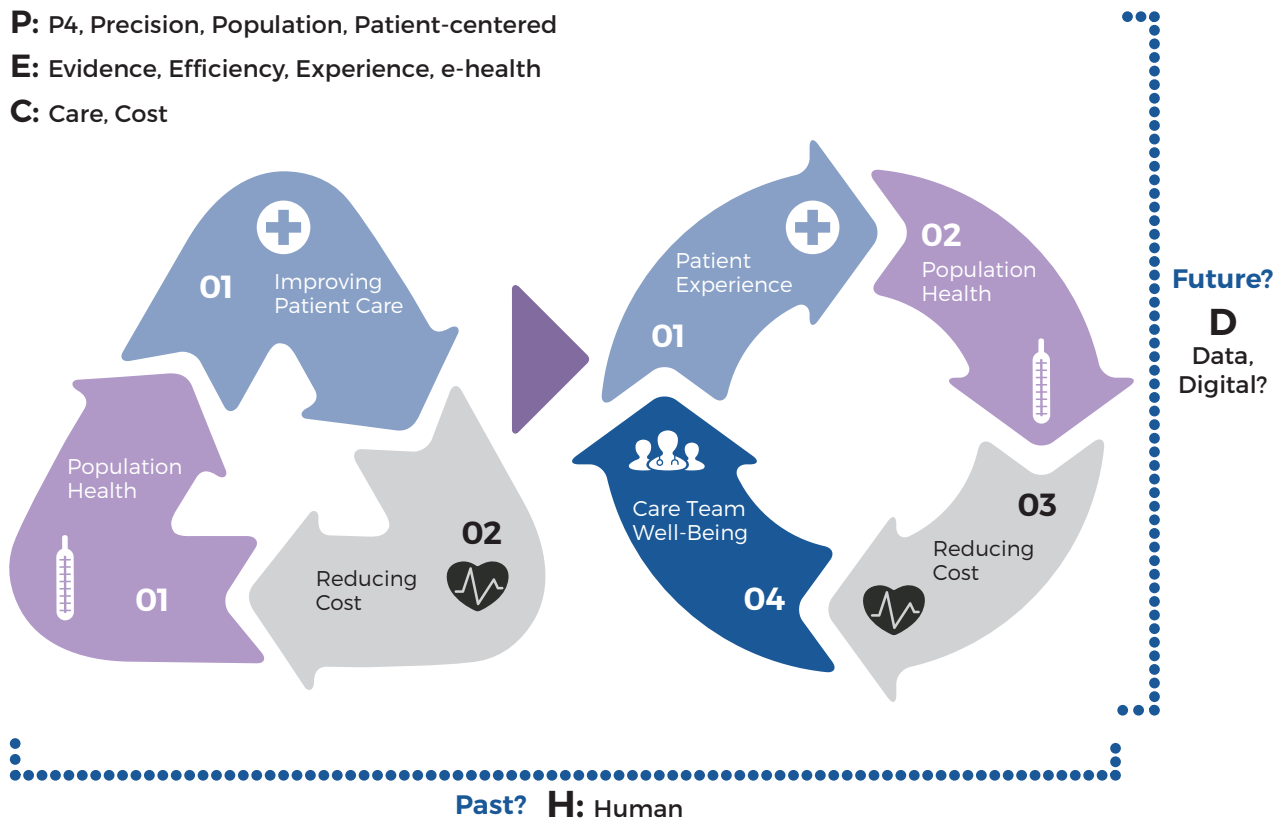 P: P4, Precision, Population, Patient-centered
E: Evidence, Efficiency, Experience, e-health
C: Care, Cost
01
Improving
Patient Care
Population
Health
01
02
Reducing
Cost
Patient
Experience
01
02
Population
Health
03
Reducing
Cost
Care Team
Well-Being
04
Future?
D
Data,
Digital?
Past? H: Human